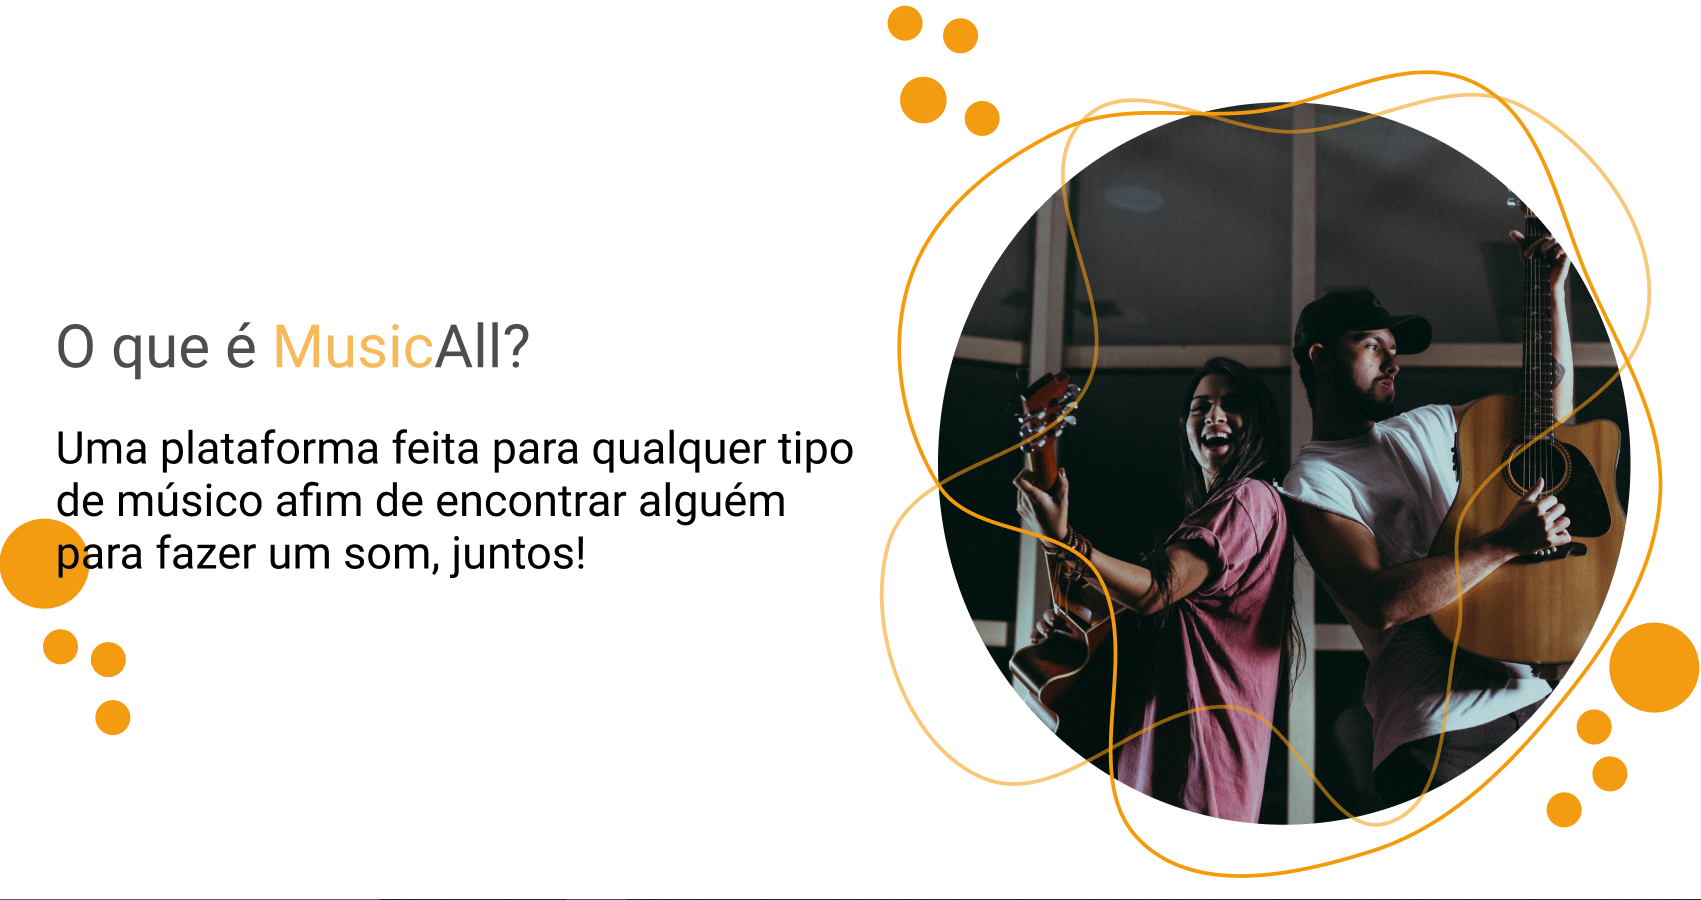 O que é MusicAll?
Uma plataforma feita para qualquer tipo
de músico afim de encontrar alguém
para fazer um som, juntos!